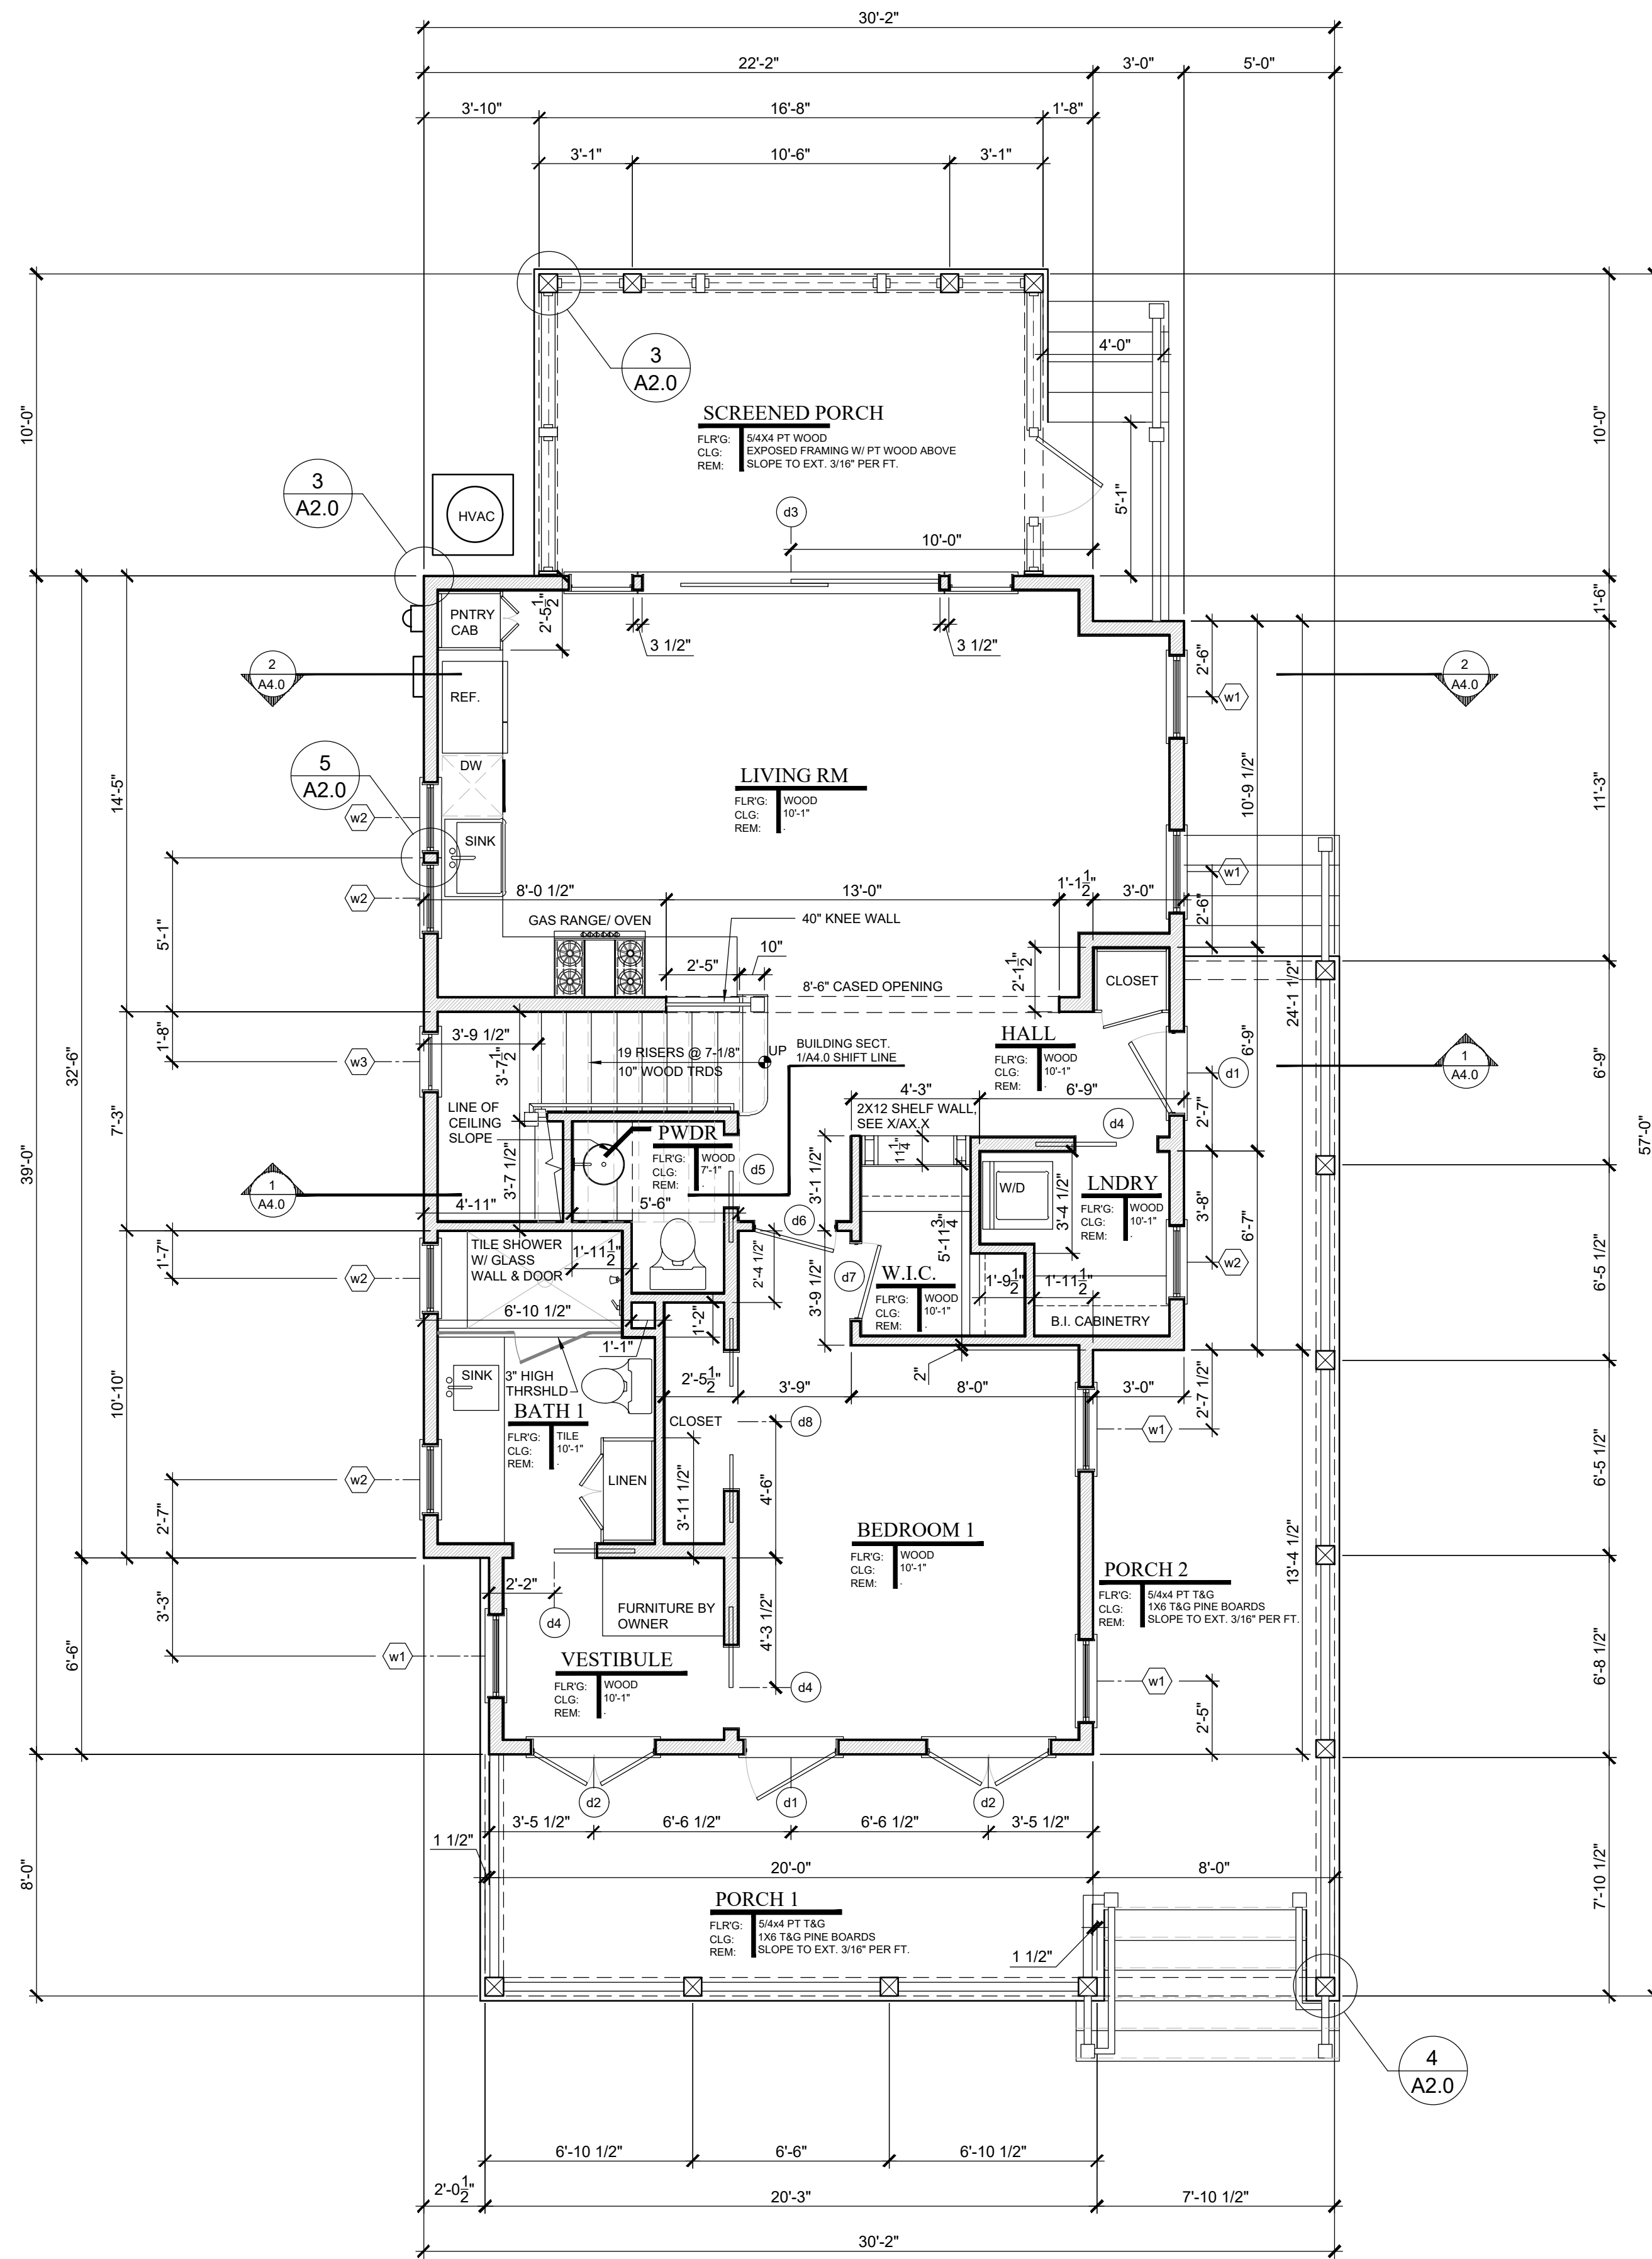 30'-2"
22'-2"
3'-0"
5'-0"
3'-10"
16'-8"
1'-8"
3'-1"
10'-6"
3'-1"
10'-0"
3
A2.0
4'-0"
10'-0"
SCREENED PORCH
FLR'G: 5/4X4 PT WOOD
CLG: EXPOSED FRAMING W/ PT WOOD ABOVE
REM: SLOPE TO EXT. 3/16" PER FT.
3
A2.0
HVAC
d3
5'-1"
10'-0"
PNTRY
CAB
2'-5 1/2"
3 1/2"
3 1/2"
1'-6"
2'-6"
2
A4.0
2
A4.0
REF.
w1
DW
5
A2.0
14'-5"
LIVING RM
FLR'G: WOOD
CLG: 10'-1"
REM: .
10'-9 1/2"
11'-3"
w2
SINK
w2
8'-0 1/2"
13'-0"
1'-1 1/2"
3'-0"
w1
2'-6"
5'-1"
GAS RANGE/ OVEN
40" KNEE WALL
2'-5"
10"
2'-1 1/2"
8'-6" CASED OPENING
CLOSET
24'-1 1/2"
57'-0"
32'-6"
39'-0"
1'-8"
w3
3'-9 1/2"
3'-7 1/2"
19 RISERS @ 7-1/8"
10" WOOD TRDS
UP
BUILDING SECT.
1/A4.0 SHIFT LINE
HALL
FLR'G: WOOD
CLG: 10'-1"
REM: .
d1
6'-9"
6'-9"
1
A4.0
7'-3"
LINE OF
CEILING
SLOPE
4'-3"
6'-9"
2X12 SHELF WALL,
SEE X/AX.X
2'-7"
d4
PWDR
FLR'G: WOOD
CLG: 7'-1"
REM: .
d5
11 1/4"
3'-7 1/2"
3'-1 1/2"
W/D
3'-4 1/2"
LNDRY
FLR'G: WOOD
CLG: 10'-1"
REM: .
3'-8"
6'-7"
6'-5 1/2"
1
A4.0
4'-11"
5'-6"
d6
5'-11 3/4"
1'-7"
w2
TILE SHOWER
W/ GLASS
WALL & DOOR
1'-11 1/2"
2'-4 1/2"
3'-9 1/2"
d7
W.I.C.
FLR'G: WOOD
CLG: 10'-1"
REM: .
1'-9 1/2"
1'-11 1/2"
w2
B.I. CABINETRY
6'-10 1/2"
1'-1"
1'-2"
2"
10'-10"
SINK
3" HIGH
THRSHLD
2'-5 1/2"
3'-9"
8'-0"
3'-0"
2'-7 1/2"
BATH 1
FLR'G: TILE
CLG: 10'-1"
REM: .
CLOSET
d8
w1
w2
LINEN
3'-11 1/2"
4'-6"
6'-5 1/2"
2'-7"
BEDROOM 1
FLR'G: WOOD
CLG: 10'-1"
REM: .
13'-4 1/2"
PORCH 2
FLR'G: 5/4x4 PT T&G
CLG: 1X6 T&G PINE BOARDS
REM: SLOPE TO EXT. 3/16" PER FT.
2'-2"
3'-3"
d4
FURNITURE BY
OWNER
4'-3 1/2"
6'-6"
6'-8 1/2"
w1
VESTIBULE
FLR'G: WOOD
CLG: 10'-1"
REM: .
d4
w1
2'-5"
d2
d1
d2
3'-5 1/2"
6'-6 1/2"
6'-6 1/2"
3'-5 1/2"
1 1/2"
20'-0"
8'-0"
8'-0"
7'-10 1/2"
PORCH 1
FLR'G: 5/4x4 PT T&G
CLG: 1X6 T&G PINE BOARDS
REM: SLOPE TO EXT. 3/16" PER FT.
1 1/2"
4
A2.0
6'-10 1/2"
6'-6"
6'-10 1/2"
2'-0 1/2"
20'-3"
7'-10 1/2"
30'-2"